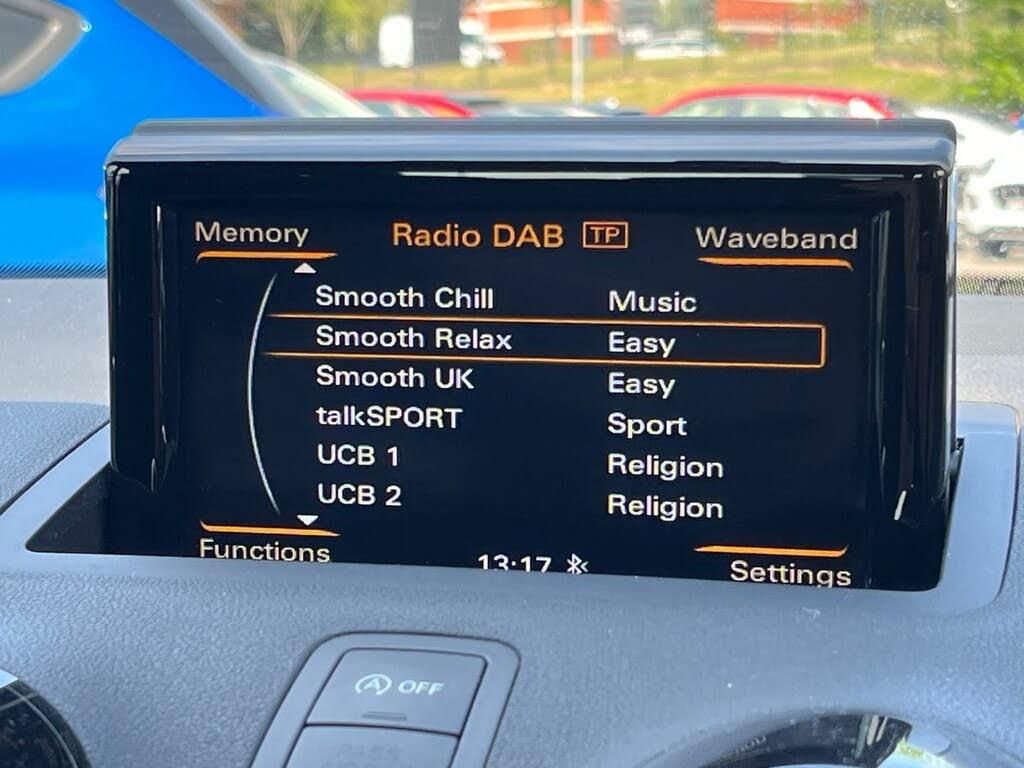 Memory Radio DAB TP Waveband
Smooth Chill Music
Smooth Relax Easy
Smooth UK Easy
talkSPORT Sport
UCB 1 Religion
UCB 2 Religion
Functions 13:17 Settings
A OFF